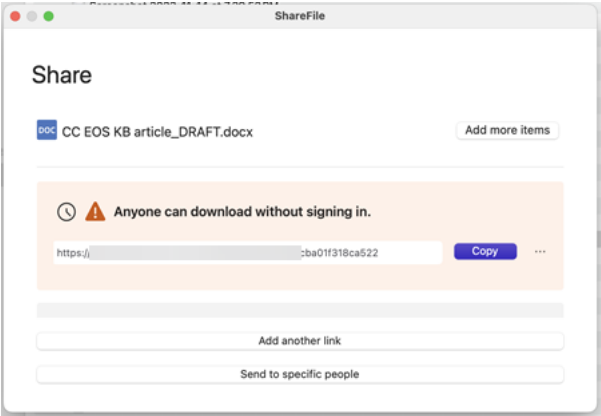 ShareFile
Share
DOC CC EOS KB article_DRAFT.docx
Add more items
Anyone can download without signing in.
https:/ cba01f318ca522
Copy ...
Add another link
Send to specific people